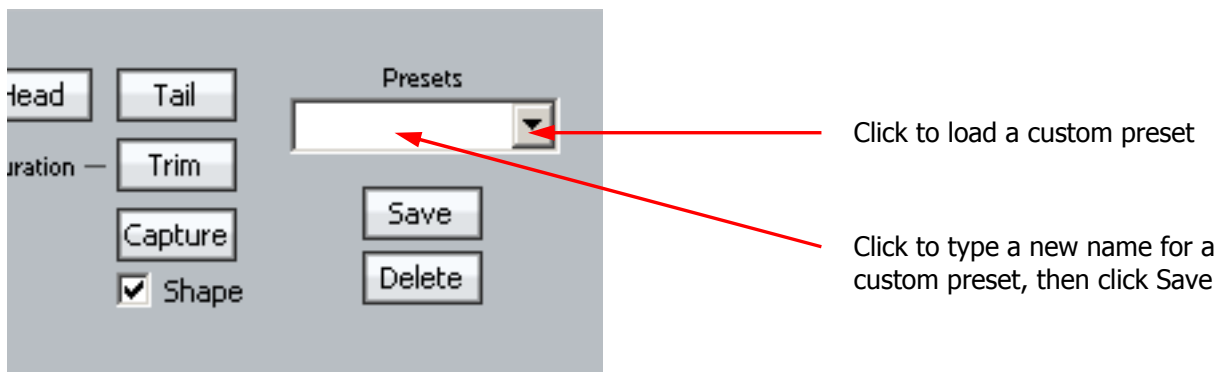 Presets
Head Tail
Click to load a custom preset
uration — Trim
Save
Capture
Click to type a new name for a
custom preset, then click Save
Delete
Shape